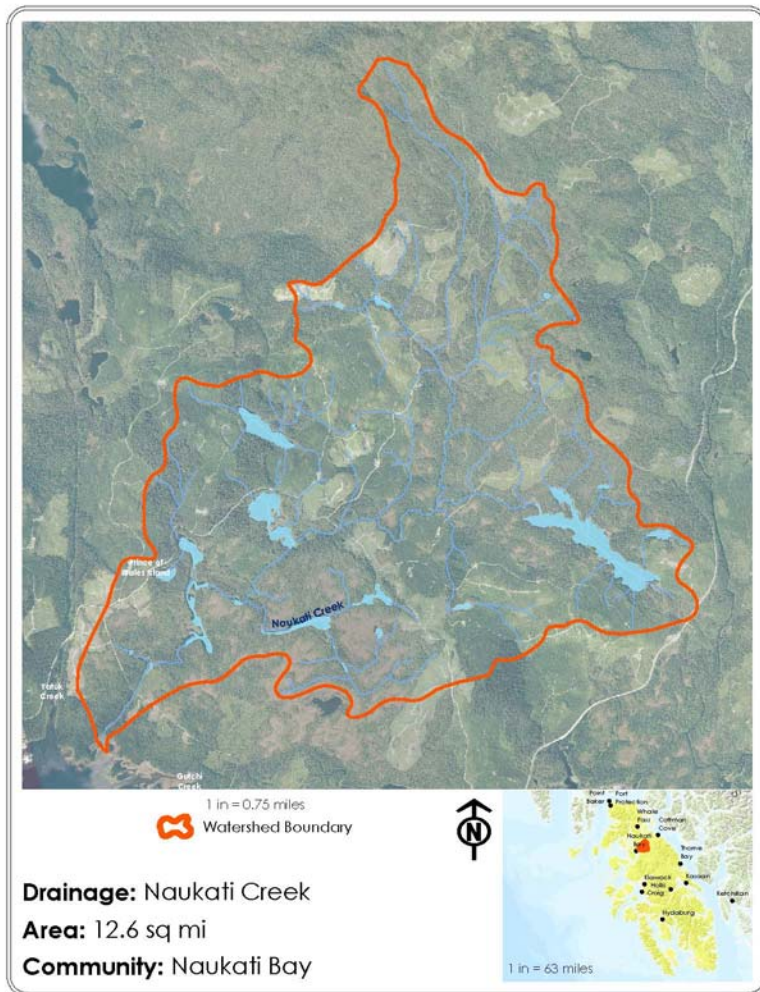 Prince of
Wales Island
Naukati Creek
Creek
Gutchi
Creek
1 in = 0.75 miles
Watershed Boundary
N
Drainage: Naukati Creek
Area: 12.6 sq mi
Community: Naukati Bay
Point
Baker
Port
Protection
Whale
Pass
Coffman
Cove
Naukati
Bay
Thorne
Bay
Klawock
Kasaan
Hollis
Craig
Ketchikan
Hydaburg
1 in = 63 miles